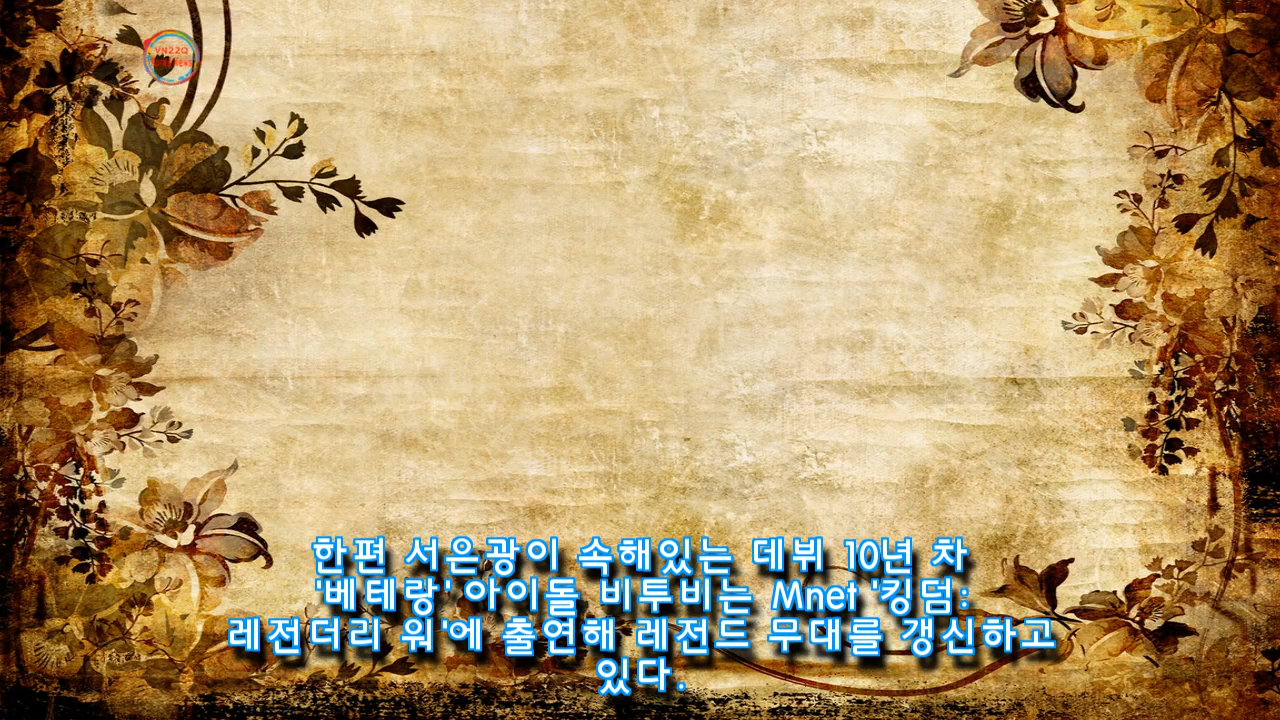 VN22Q
한편 서은광이 속해있는 데뷔 10년 차
'베테랑' 아이돌 비투비는 Mnet '킹덤:
레전더리 워'에 출연해 레전드 무대를 갱신하고
있다.